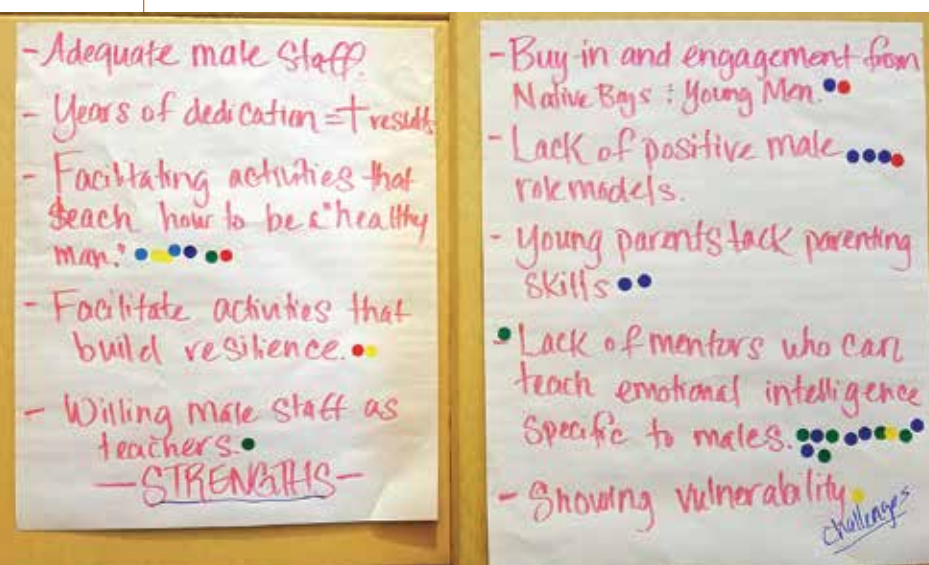 - Adequate male staff.
- Years of dedication = + results
- Facilitating activities that
teach how to be a "healthy
man."
- Facilitate activities that
build resilience.
- Willing male staff as
teachers.
- STRENGTHS -
- Buy-in and engagement from
Native Boys : Young Men.
- Lack of positive male
role models.
- Young parents lack parenting
skills
- Lack of mentors who can
teach emotional intelligence
specific to males.
- Showing vulnerability
challenges